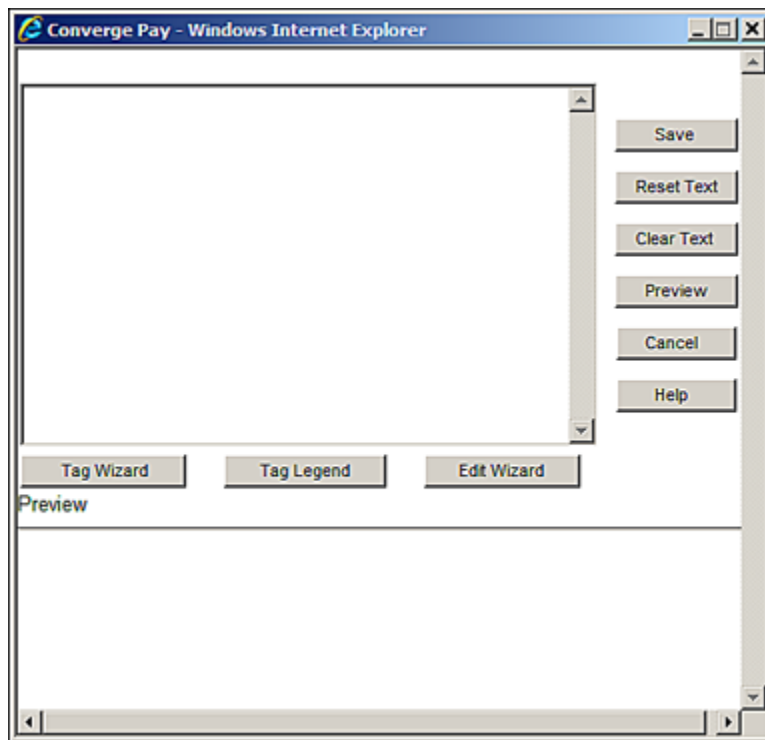 Converge Pay - Windows Internet Explorer
Save
Reset Text
Clear Text
Preview
Cancel
Help
Tag Wizard
Tag Legend
Edit Wizard
Preview